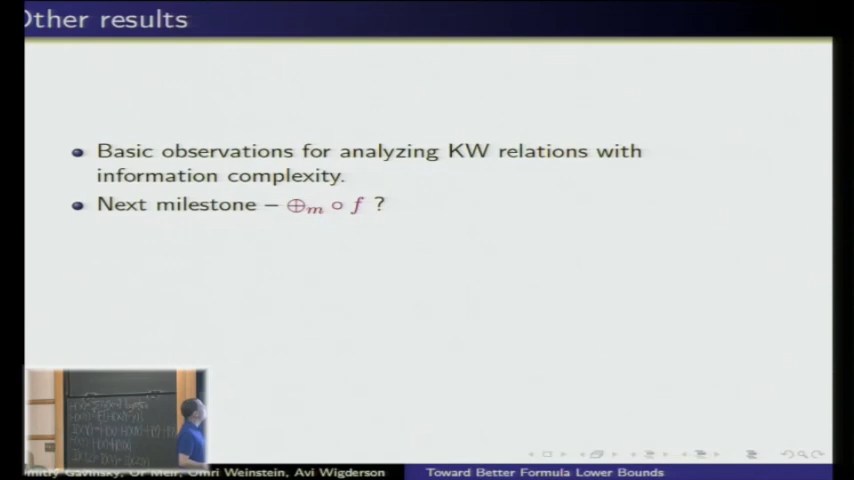 Other results
Basic observations for analyzing KW relations with
information complexity.
Next milestone – ⊕m ∘ f ?
Gavinsky, Or Meir, Omri Weinstein, Avi Wigderson
Toward Better Formula Lower Bounds